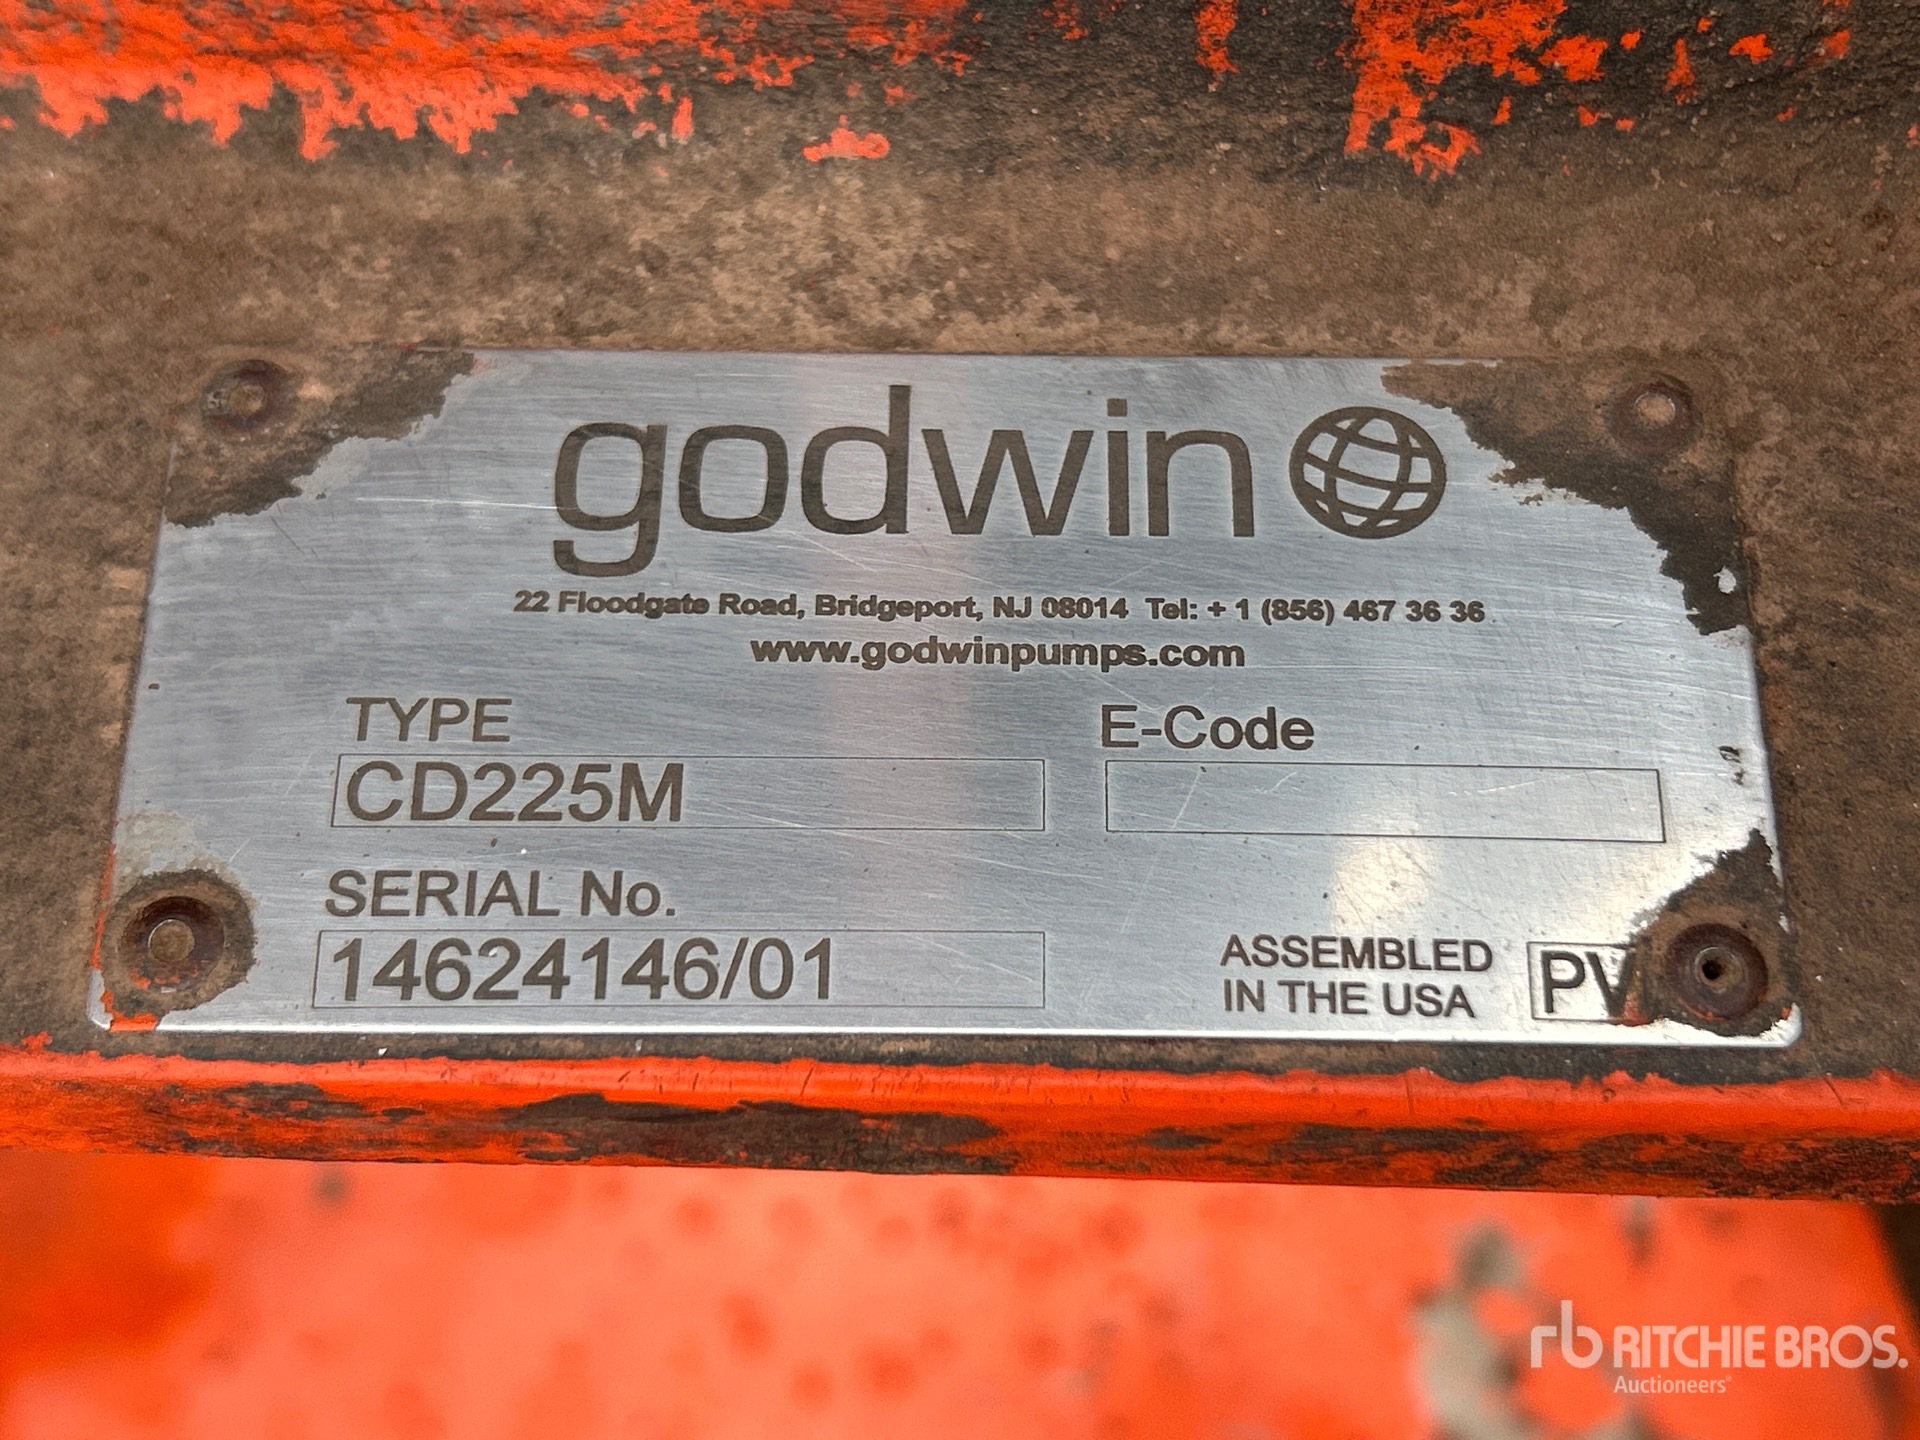 godwin
22 Floodgate Road, Bridgeport, NJ 08014 Tel: + 1 (856) 467 36 36
www.godwinpumps.com
TYPE
CD225M
E-Code
SERIAL No.
14624146/01
ASSEMBLED
IN THE USA
rb RITCHIE BROS.
Auctioneers